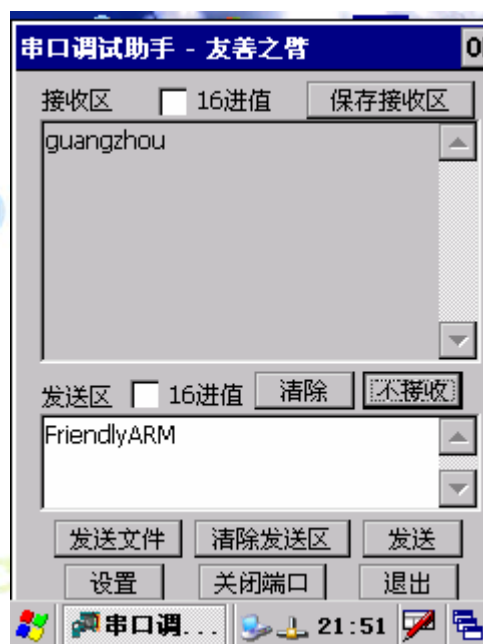 串口调试助手 - 友善之臂 0
接收区 16进值 保存接收区
guangzhou
发送区 16进值 清除 不接收
FriendlyARM
发送文件 清除发送区 发送
设置 关闭端口 退出
串口调... 21:51